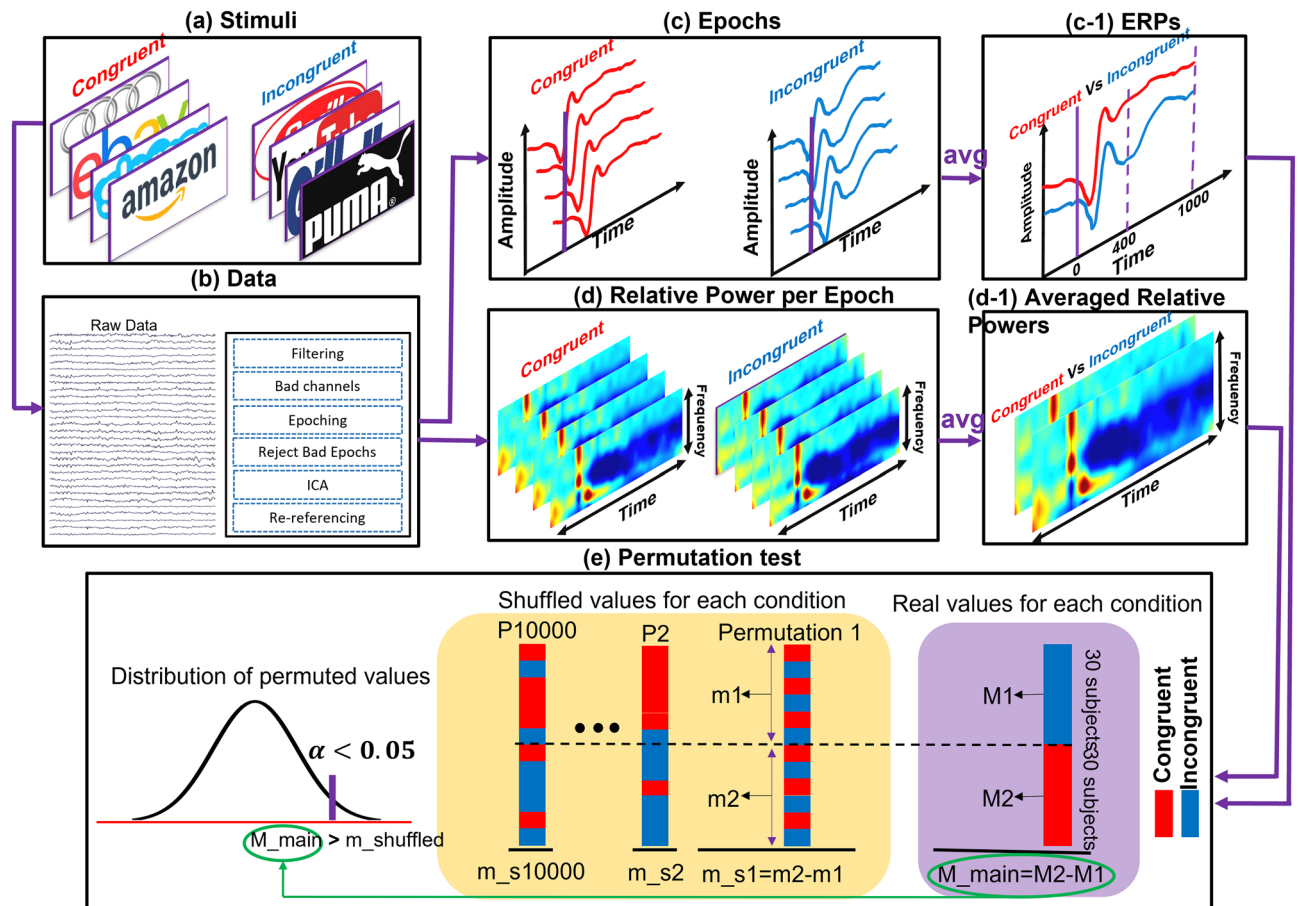 (a) Stimuli
Congruent
Incongruent
ebay
amazon
You
Tube
PUMA®
(b) Data
Raw Data
Filtering
Bad channels
Epoching
Reject Bad Epochs
ICA
Re-referencing
(c) Epochs
Congruent
Incongruent
Amplitude
Time
Amplitude
Time
avg
(c-1) ERPs
Congruent Vs Incongruent
Amplitude
0
400
1000
Time
(d) Relative Power per Epoch
Congruent
Incongruent
Frequency
Time
Frequency
Time
avg
(d-1) Averaged Relative
Powers
Congruent Vs Incongruent
Frequency
Time
(e) Permutation test
Distribution of permuted values
α < 0.05
M_main > m_shuffled
Shuffled values for each condition
P10000
P2
Permutation 1
m1
m2
m_s10000
m_s2
m_s1=m2-m1
Real values for each condition
M1
M2
30 subjects
30 subjects
M_main=M2-M1
Congruent
Incongruent